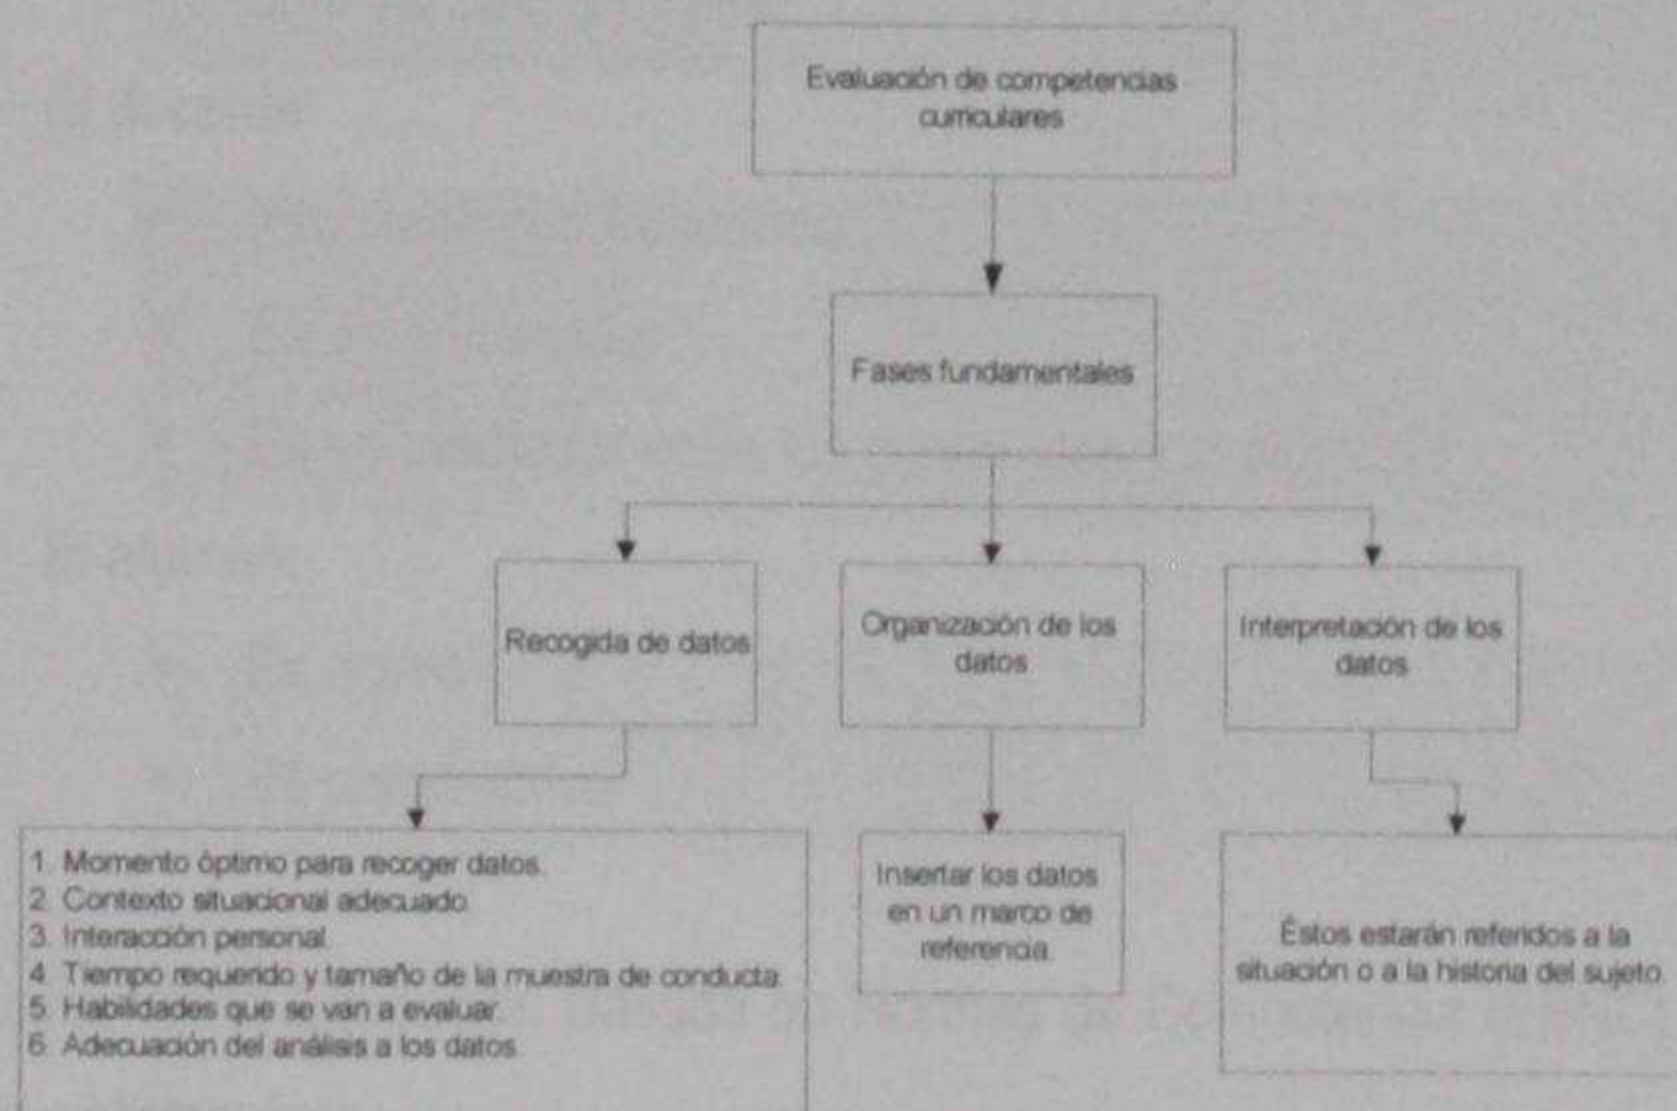 Evaluación de competencias
curriculares
Fases fundamentales
Recogida de datos
Organización de los
datos
Interpretación de los
datos
1. Momento óptimo para recoger datos.
2. Contexto situacional adecuado.
3. Interacción personal.
4. Tiempo requerido y tamaño de la muestra de conducta.
5. Habilidades que se van a evaluar.
6. Adecuación del análisis a los datos.
Insertar los datos
en un marco de
referencia.
Éstos estarán referidos a la
situación o a la historia del sujeto.